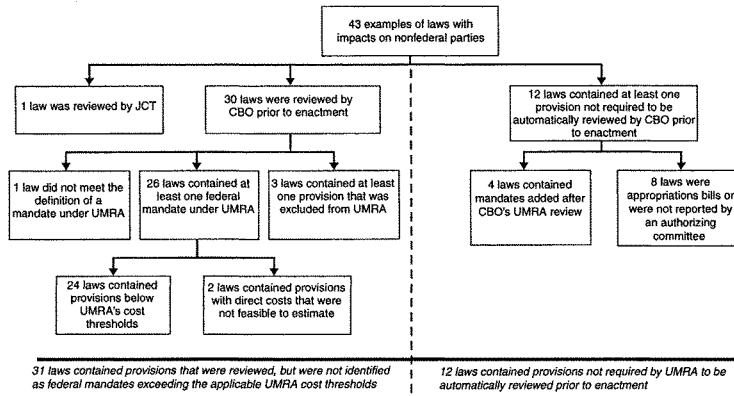 43 examples of laws with
impacts on nonfederal parties
1 law was reviewed by JCT
30 laws were reviewed by
CBO prior to enactment
12 laws contained at least one
provision not required to be
automatically reviewed by CBO prior
to enactment
1 law did not meet the
definition of a
mandate under UMRA
26 laws contained at
least one federal
mandate under UMRA
3 laws contained at least
one provision that was
excluded from UMRA
4 laws contained
mandates added after
CBO's UMRA review
8 laws were
appropriations bills or
were not reported by
an authorizing
committee
24 laws contained
provisions below
UMRA's cost
thresholds
2 laws contained provisions
with direct costs that were
not feasible to estimate
31 laws contained provisions that were reviewed, but were not identified
as federal mandates exceeding the applicable UMRA cost thresholds
12 laws contained provisions not required by UMRA to be
automatically reviewed prior to enactment